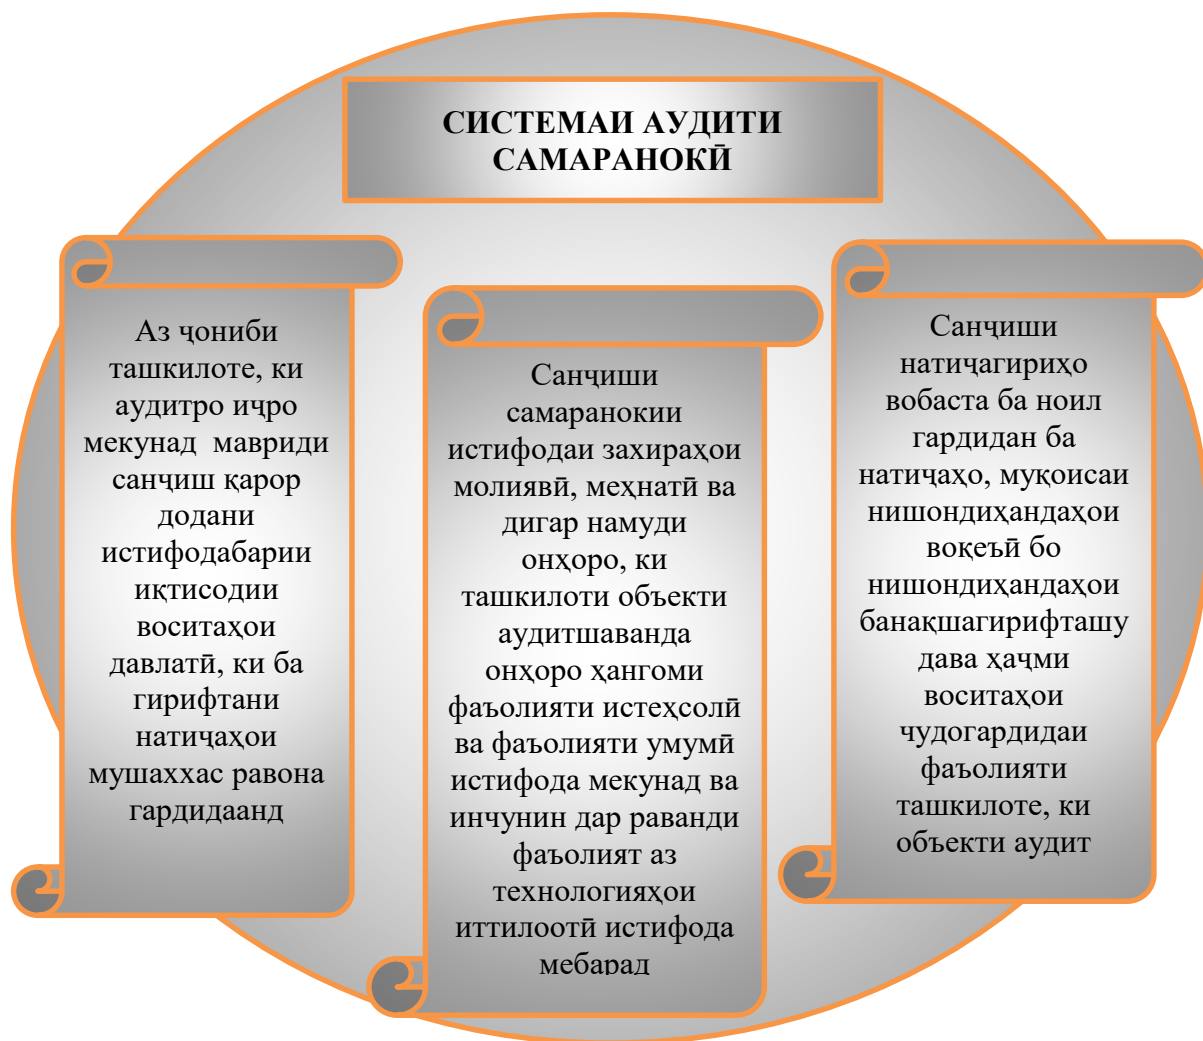 СИСТЕМАИ АУДИТИ
САМАРАНОКӢ
Аз ҷониби
ташкилоте, ки
аудитро иҷро
мекунад мавриди
санҷиш қарор
додани
истифодабарии
иқтисодии
воситаҳои
давлатӣ, ки ба
гирифтани
натиҷаҳои
мушаххас равона
гардидаанд
Санҷиши
самаранокии
истифодаи захираҳои
молиявӣ, меҳнатӣ ва
дигар намуди
онҳоро, ки
ташкилоти объекти
аудитшаванда
онҳоро ҳангоми
фаъолияти истеҳсолӣ
ва фаъолияти умумӣ
истифода мекунад ва
инчунин дар раванди
фаъолият аз
технологияҳои
иттилоотӣ истифода
мебарад
Санҷиши
натиҷагириҳо
вобаста ба ноил
гардидан ба
натиҷаҳо, муқоисаи
нишондиҳандаҳои
воқеъӣ бо
нишондиҳандаҳои
банақшагирифташу
дава ҳаҷми
воситаҳои
чудогардидаи
фаъолияти
ташкилоте, ки
объекти аудит